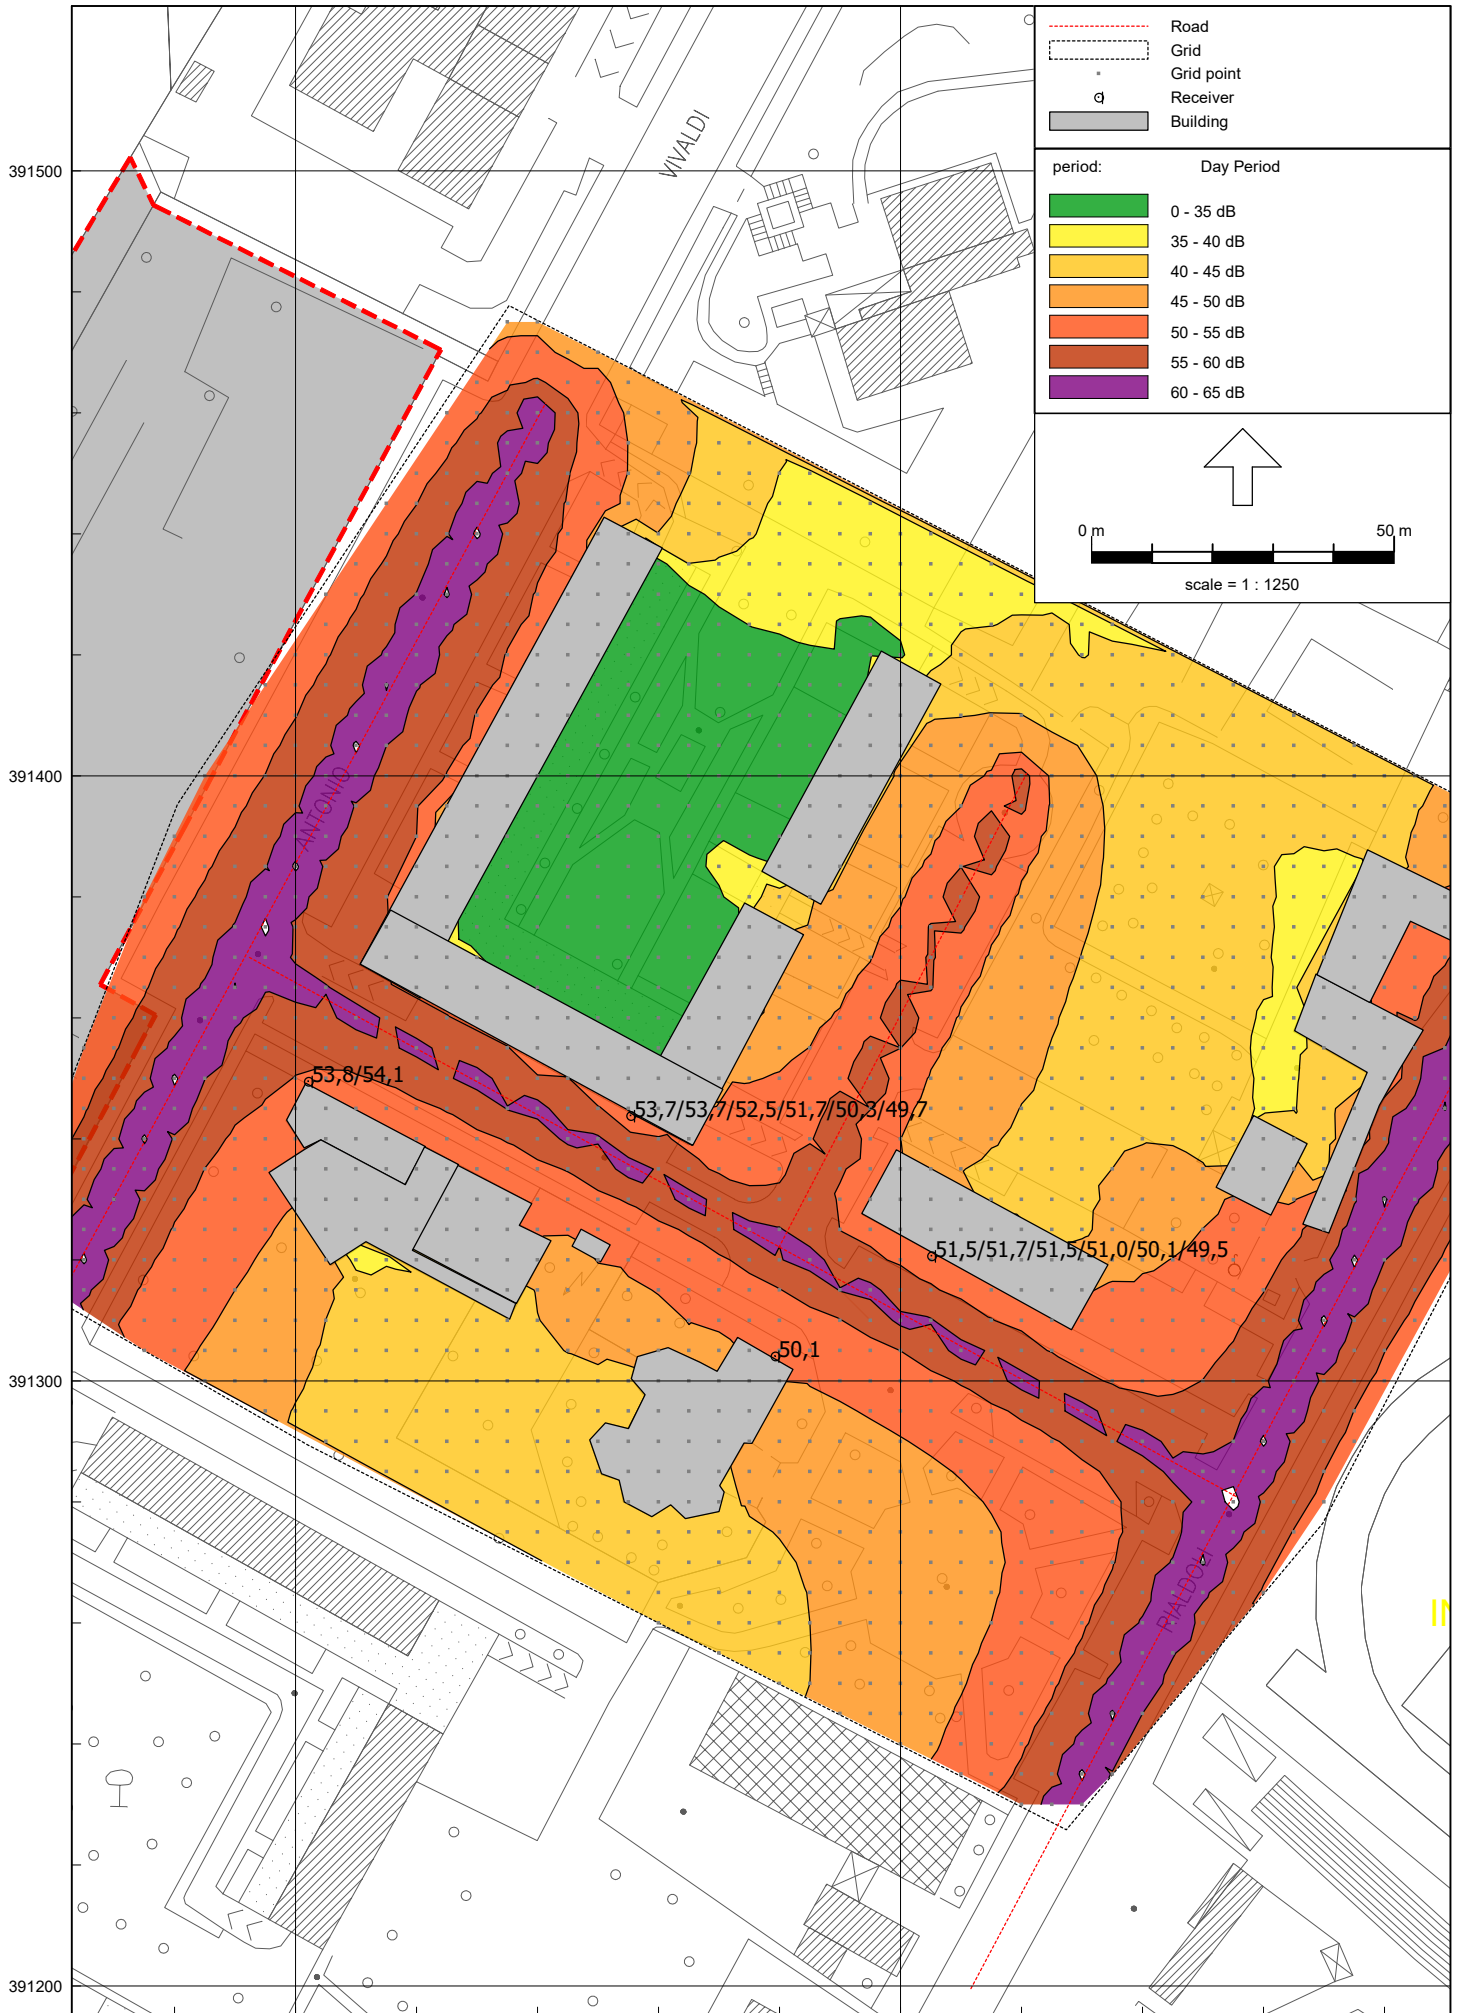 Road
Grid
Grid point
Receiver
Building
period: Day Period
0 - 35 dB
35 - 40 dB
40 - 45 dB
45 - 50 dB
50 - 55 dB
55 - 60 dB
60 - 65 dB
0 m 50 m
scale = 1 : 1250
391500
391400
391300
391200
VIVALDI
ANTONIO
53,8/54,1
53,7/53,7/52,5/51,7/50,3/49,7
51,5/51,7/51,5/51,0/50,1/49,5
50,1
PIALDOLI
IN